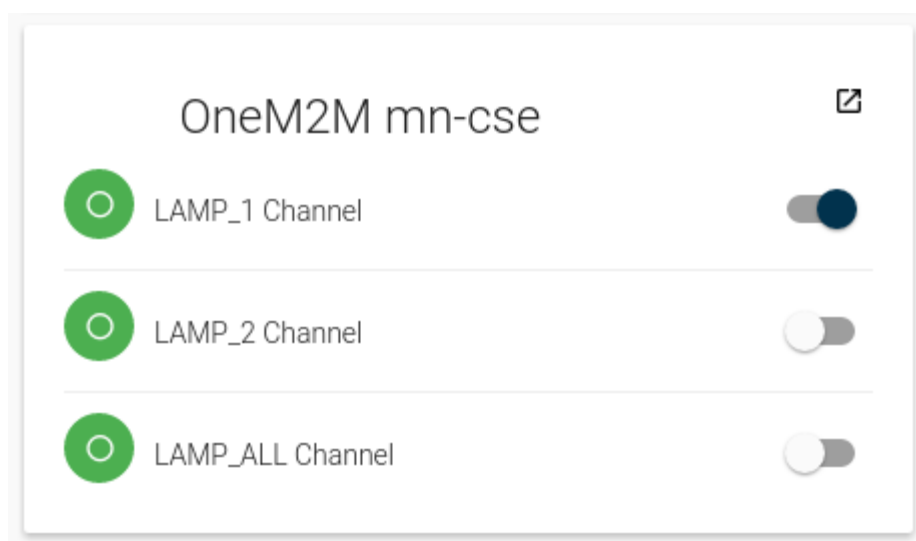 OneM2M mn-cse
LAMP_1 Channel
LAMP_2 Channel
LAMP_ALL Channel